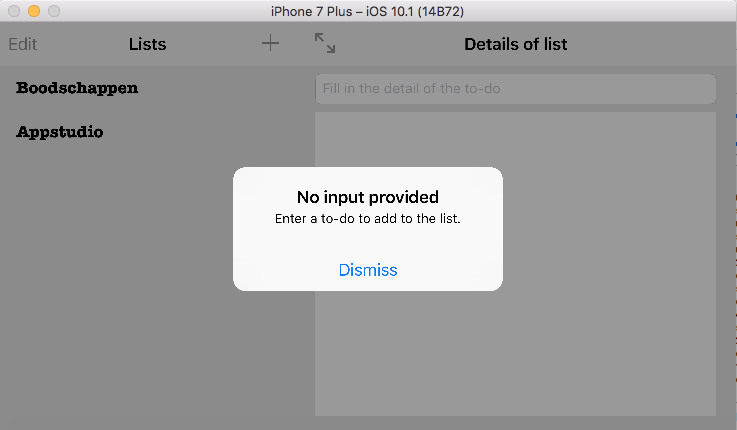 iPhone 7 Plus – iOS 10.1 (14B72)
Edit Lists Details of list
Boodschappen Fill in the detail of the to-do
Appstudio
No input provided
Enter a to-do to add to the list.
Dismiss